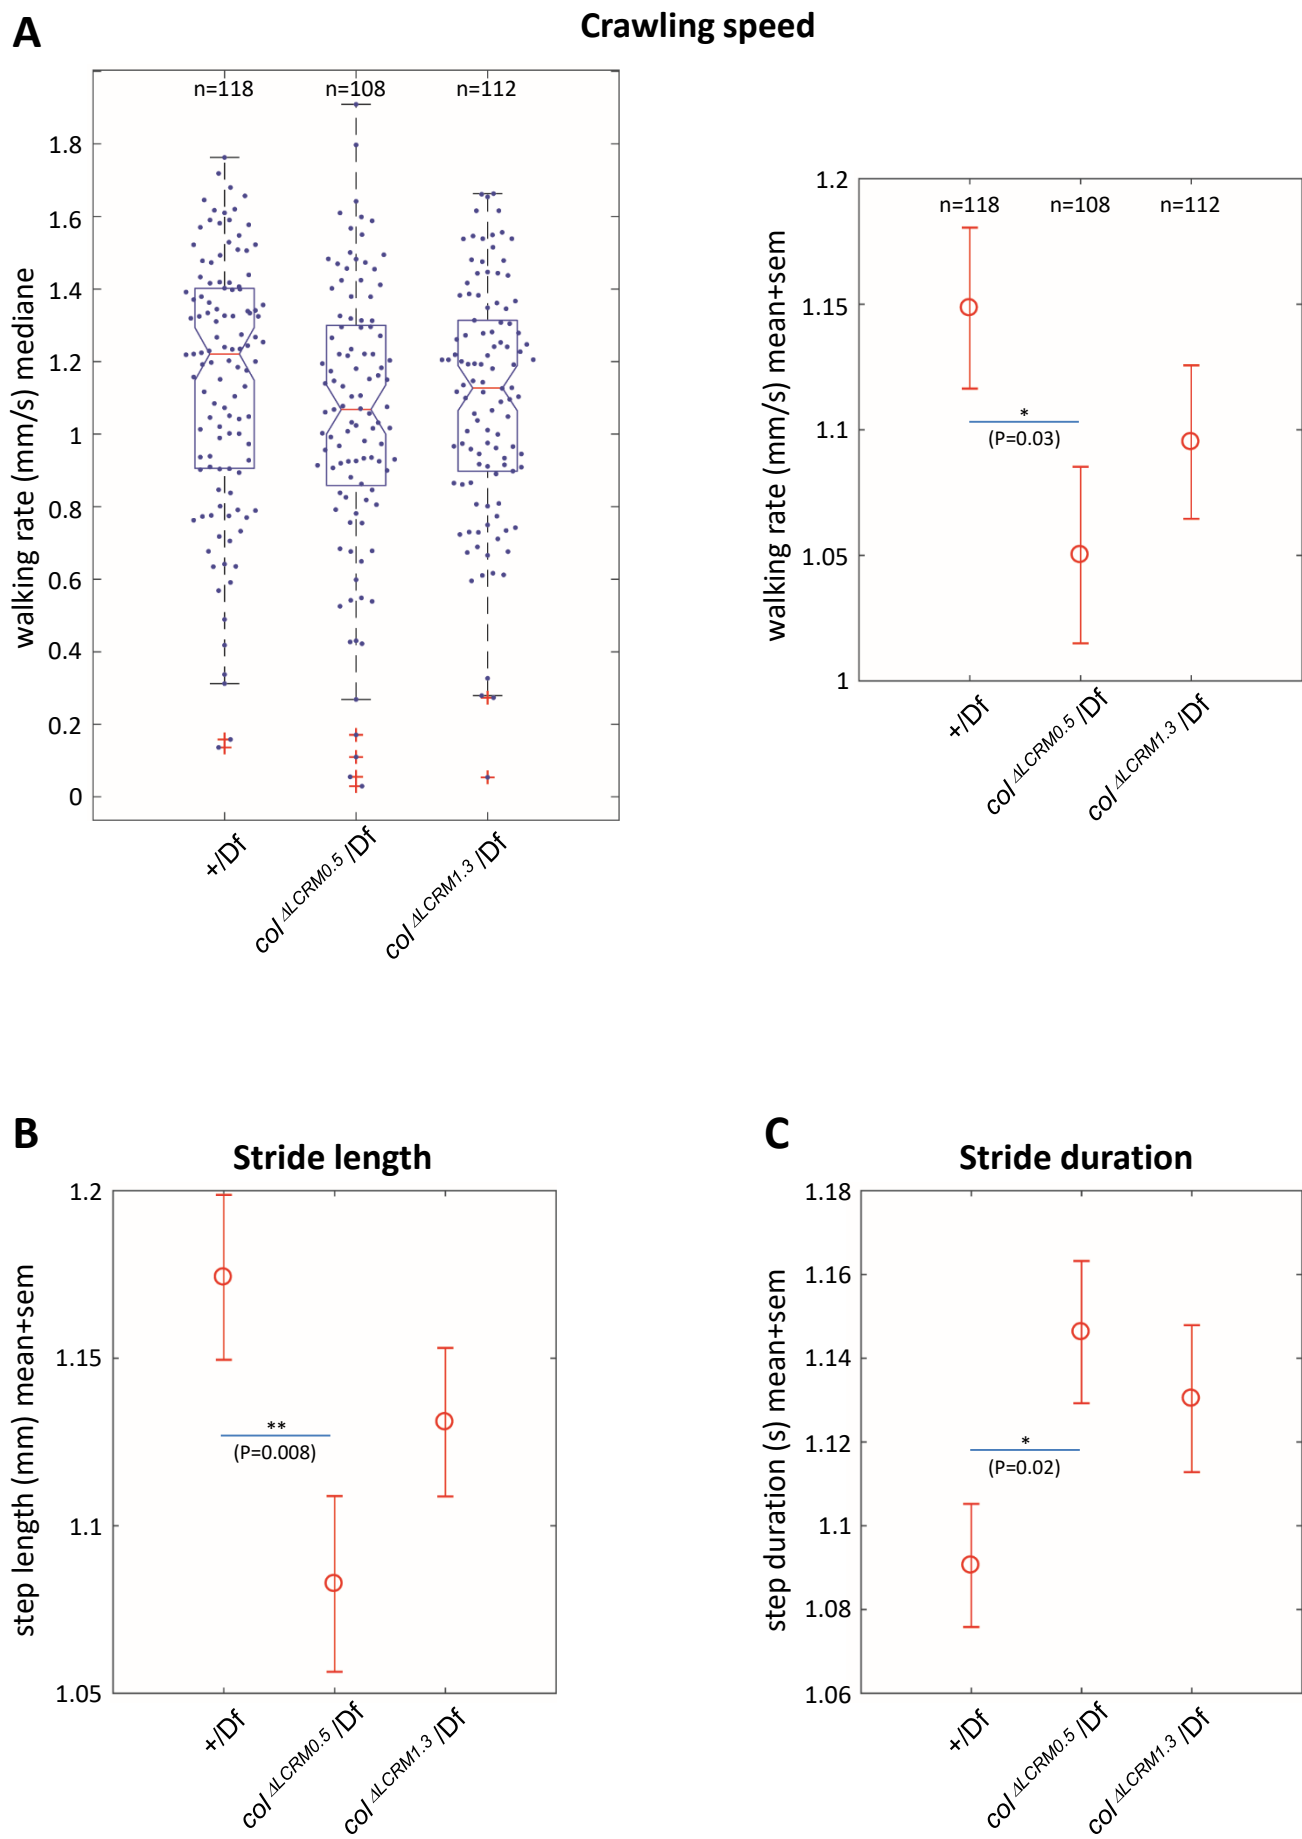 A
Crawling speed
n=118 n=108 n=112
1.8
1.6
1.4
1.2
1
0.8
0.6
0.4
0.2
0
walking rate (mm/s) mediane
+/Df
col ΔLCRM0.5 /Df
col ΔLCRM1.3 /Df
1.2
1.15
1.1
1.05
1
walking rate (mm/s) mean+sem
n=118 n=108 n=112
*
(P=0.03)
+/Df
col ΔLCRM0.5 /Df
col ΔLCRM1.3 /Df
B
Stride length
1.2
1.15
1.1
1.05
step length (mm) mean+sem
**
(P=0.008)
+/Df
col ΔLCRM0.5 /Df
col ΔLCRM1.3 /Df
C
Stride duration
1.18
1.16
1.14
1.12
1.1
1.08
1.06
step duration (s) mean+sem
*
(P=0.02)
+/Df
col ΔLCRM0.5 /Df
col ΔLCRM1.3 /Df